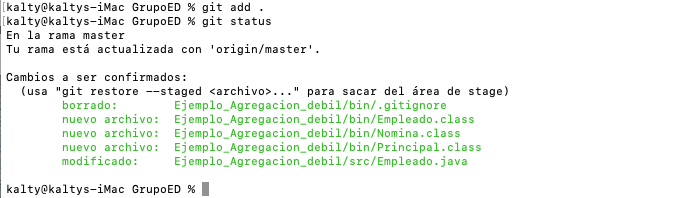 [kalty@kaltys-iMac GrupoED % git add .
[kalty@kaltys-iMac GrupoED % git status
En la rama master
Tu rama está actualizada con 'origin/master'.
Cambios a ser confirmados:
(usa "git restore --staged <archivo>..." para sacar del área de stage)
borrado: Ejemplo_Agregacion_debil/bin/.gitignore
nuevo archivo: Ejemplo_Agregacion_debil/bin/Empleado.class
nuevo archivo: Ejemplo_Agregacion_debil/bin/Nomina.class
nuevo archivo: Ejemplo_Agregacion_debil/bin/Principal.class
modificado: Ejemplo_Agregacion_debil/src/Empleado.java
kalty@kaltys-iMac GrupoED %